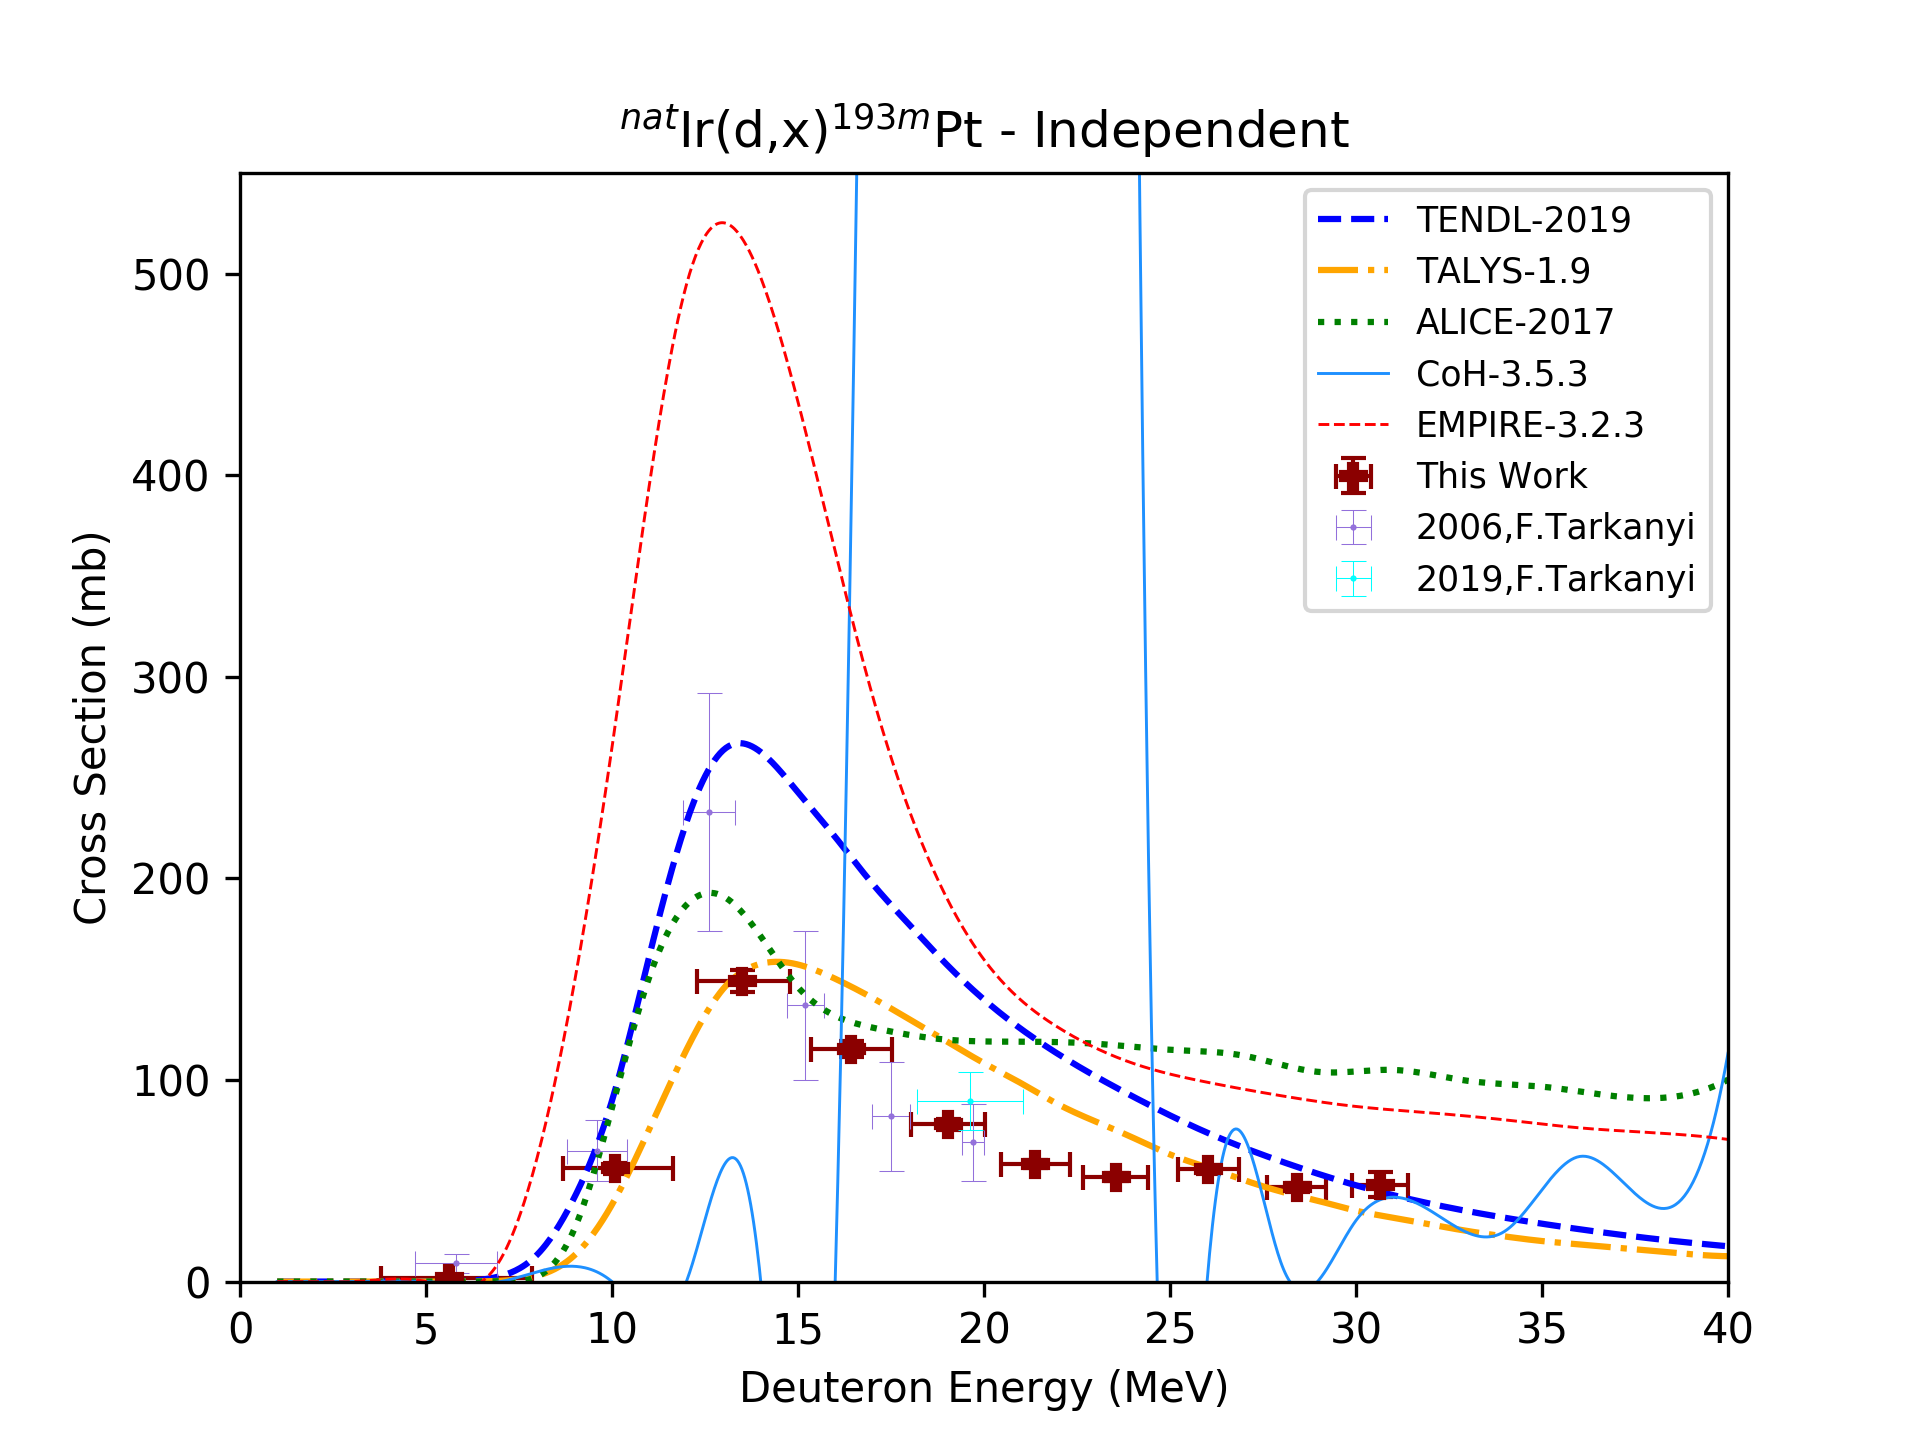 natIr(d,x)193mPt - Independent
Cross Section (mb)
500
400
300
200
100
0
0 5 10 15 20 25 30 35 40
Deuteron Energy (MeV)
TENDL-2019
TALYS-1.9
ALICE-2017
CoH-3.5.3
EMPIRE-3.2.3
This Work
2006,F.Tarkanyi
2019,F.Tarkanyi